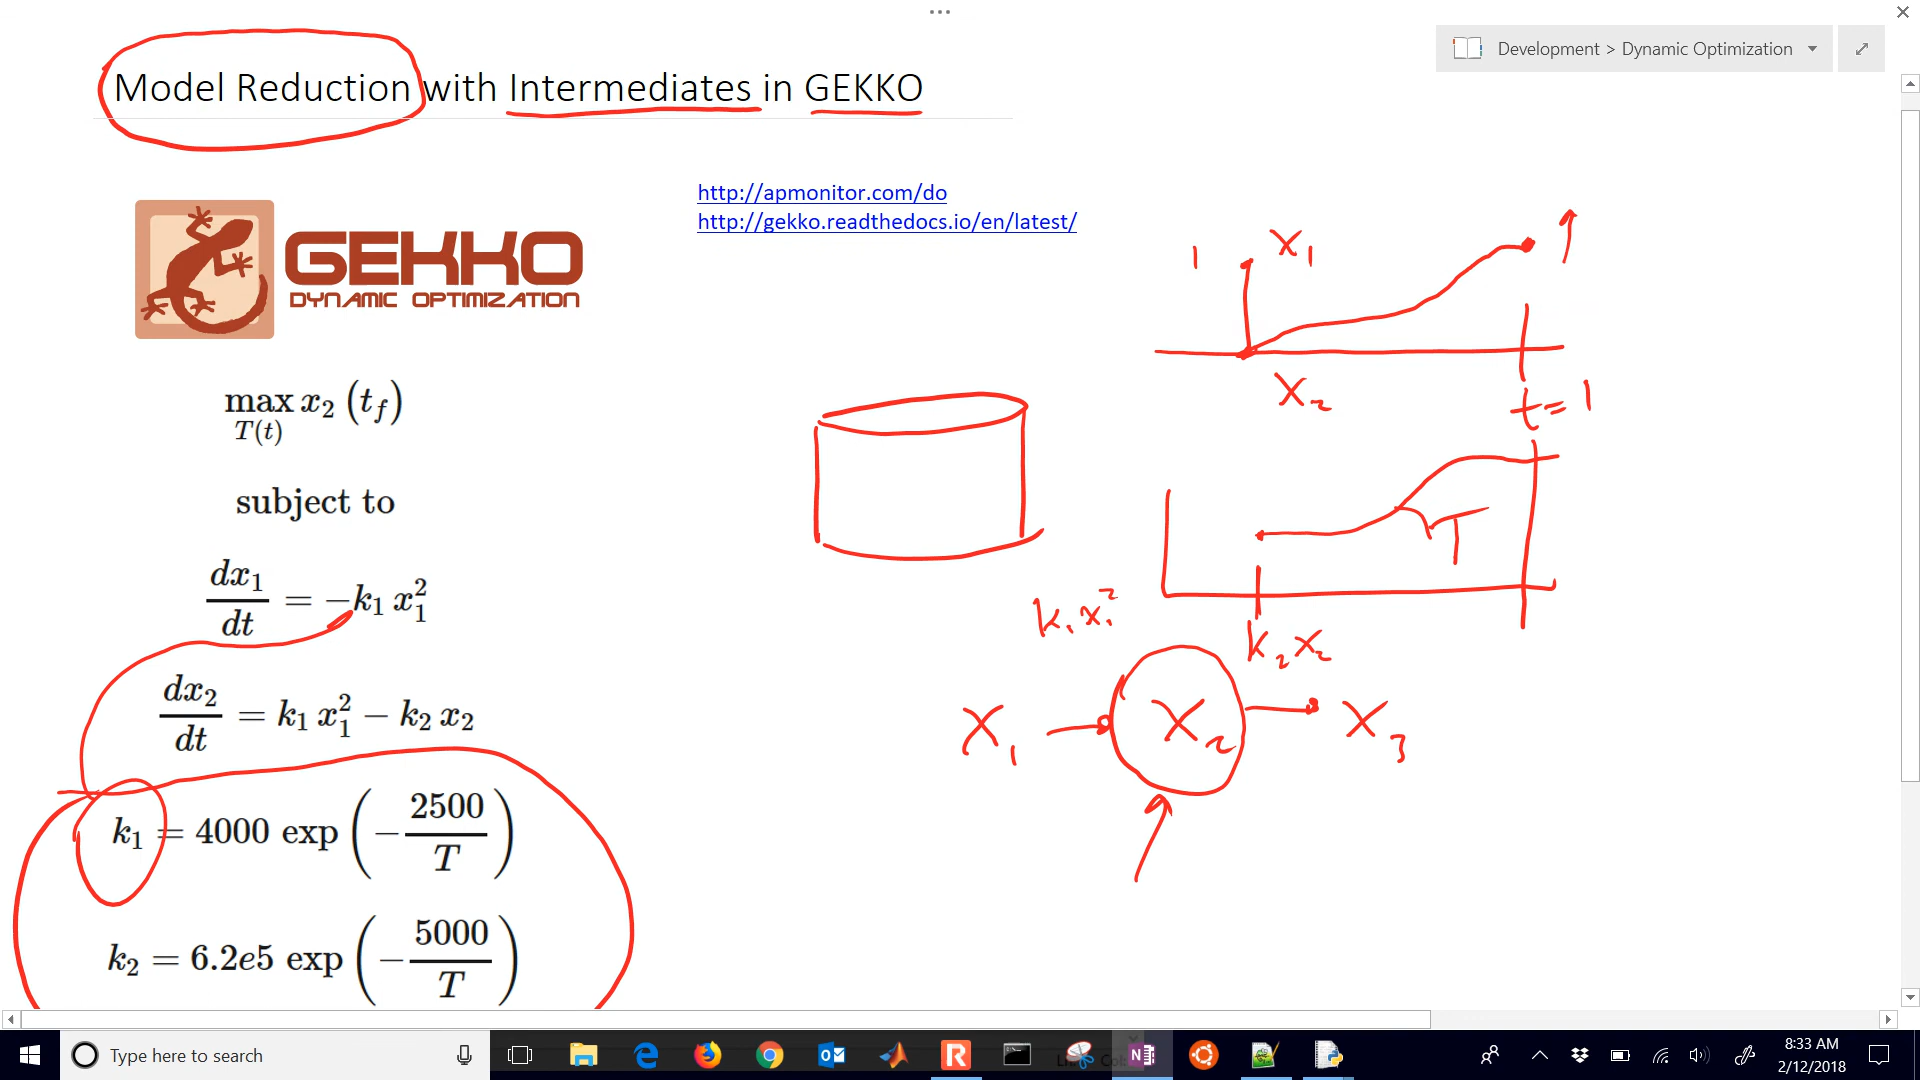 Development > Dynamic Optimization
Model Reduction with Intermediates in GEKKO
http://apmonitor.com/do
http://gekko.readthedocs.io/en/latest/
GEKKO
DYNAMIC OPTIMIZATION
1 x₁
x₂
t=1
max x₂ (t_f)
T(t)
subject to
dx₁/dt = −k₁ x₁²
dx₂/dt = k₁ x₁² − k₂ x₂
k₁ = 4000 exp (−2500/T)
k₂ = 6.2e5 exp (−5000/T)
T
k₁x₁²
k₂x₂
X₁
X₂
X₃
Type here to search
8:33 AM
2/12/2018